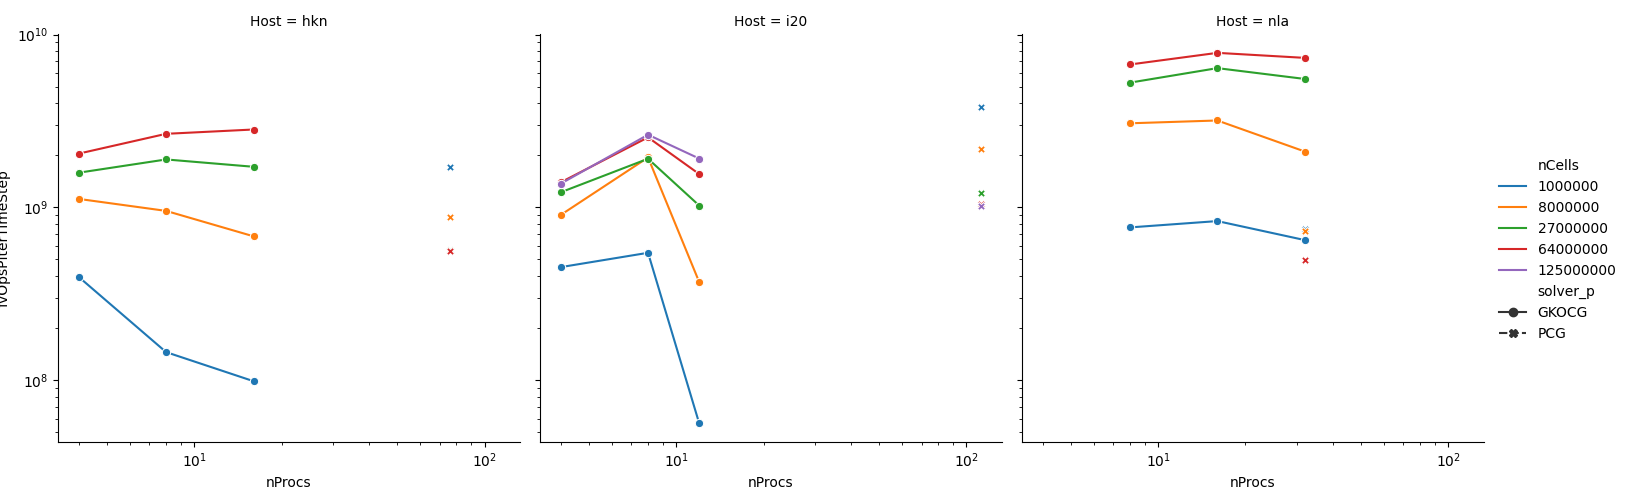 Host = hkn
Host = i20
Host = nla
10^10
10^9
10^8
10^1
10^2
nProcs
10^1
10^2
nProcs
10^1
10^2
nProcs
nCells
1000000
8000000
27000000
64000000
125000000
solver_p
GKOCG
PCG